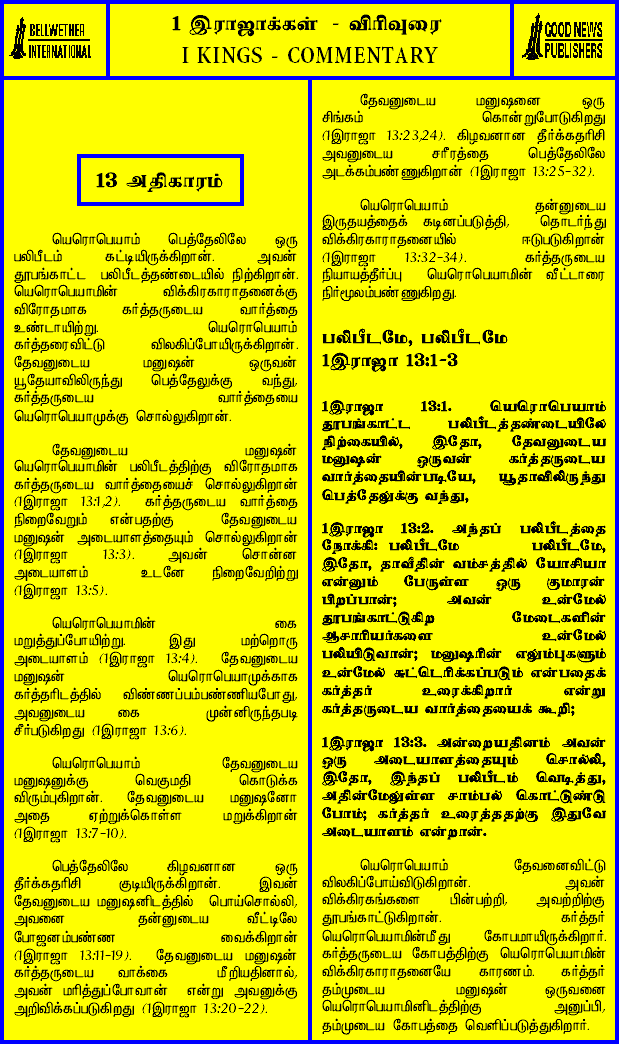 BELLWETHER
INTERNATIONAL
1 இராஜாக்கள் - விரிவுரை
I KINGS - COMMENTARY
GOOD NEWS
PUBLISHERS
13 அதிகாரம்
யெரொபெயாம் பெத்தேலிலே ஒரு
பலிபீடம் கட்டியிருக்கிறான். அவன்
தூபங்காட்ட பலிபீடத்தண்டையில் நிற்கிறான்.
யெரொபெயாமின் விக்கிரகாராதனைக்கு
விரோதமாக கர்த்தருடைய வார்த்தை
உண்டாயிற்று. யெரொபெயாம்
கர்த்தரைவிட்டு விலகிப்போயிருக்கிறான்.
தேவனுடைய மனுஷன் ஒருவன்
யூதேயாவிலிருந்து பெத்தேலுக்கு வந்து,
கர்த்தருடைய வார்த்தையை
யெரொபெயாமுக்கு சொல்லுகிறான்.
தேவனுடைய மனுஷன்
யெரொபெயாமின் பலிபீடத்திற்கு விரோதமாக
கர்த்தருடைய வார்த்தையைச் சொல்லுகிறான்
(1இராஜா 13:1,2). கர்த்தருடைய வார்த்தை
நிறைவேறும் என்பதற்கு தேவனுடைய
மனுஷன் அடையாளத்தையும் சொல்லுகிறான்
(1இராஜா 13:3). அவன் சொன்ன
அடையாளம் உடனே நிறைவேறிற்று
(1இராஜா 13:5).
யெரொபெயாமின் கை
மறுத்துப்போயிற்று. இது மற்றொரு
அடையாளம் (1இராஜா 13:4). தேவனுடைய
மனுஷன் யெரொபெயாமுக்காக
கர்த்தரிடத்தில் விண்ணப்பம்பண்ணியபோது,
அவனுடைய கை முன்னிருந்தபடி
சீர்படுகிறது (1இராஜா 13:6).
யெரொபெயாம் தேவனுடைய
மனுஷனுக்கு வெகுமதி கொடுக்க
விரும்புகிறான். தேவனுடைய மனுஷனோ
அதை ஏற்றுக்கொள்ள மறுக்கிறான்
(1இராஜா 13:7-10).
பெத்தேலிலே கிழவனான ஒரு
தீர்க்கதரிசி குடியிருக்கிறான். இவன்
தேவனுடைய மனுஷனிடத்தில் பொய்சொல்லி,
அவனை தன்னுடைய வீட்டிலே
போஜனம்பண்ண வைக்கிறான்
(1இராஜா 13:11-19). தேவனுடைய மனுஷன்
கர்த்தருடைய வாக்கை மீறியதினால்,
அவன் மரித்துப்போவான் என்று அவனுக்கு
அறிவிக்கப்படுகிறது (1இராஜா 13:20-22).
தேவனுடைய மனுஷனை ஒரு
சிங்கம் கொன்றுபோடுகிறது
(1இராஜா 13:23,24). கிழவனான தீர்க்கதரிசி
அவனுடைய சரீரத்தை பெத்தேலிலே
அடக்கம்பண்ணுகிறான் (1இராஜா 13:25-32).
யெரொபெயாம் தன்னுடைய
இருதயத்தைக் கடினப்படுத்தி, தொடர்ந்து
விக்கிரகாராதனையில் ஈடுபடுகிறான்
(1இராஜா 13:32-34). கர்த்தருடைய
நியாயத்தீர்ப்பு யெரொபெயாமின் வீட்டாரை
நிர்மூலம்பண்ணுகிறது.
பலிபீடமே, பலிபீடமே
1இராஜா 13:1-3
1இராஜா 13:1. யெரொபெயாம்
தூபங்காட்ட பலிபீடத்தண்டையிலே
நிற்கையில், இதோ, தேவனுடைய
மனுஷன் ஒருவன் கர்த்தருடைய
வார்த்தையின்படியே, யூதாவிலிருந்து
பெத்தேலுக்கு வந்து,
1இராஜா 13:2. அந்தப் பலிபீடத்தை
நோக்கி: பலிபீடமே பலிபீடமே,
இதோ, தாவீதின் வம்சத்தில் யோசியா
என்னும் பேருள்ள ஒரு குமாரன்
பிறப்பான்; அவன் உன்மேல்
தூபங்காட்டுகிற மேடைகளின்
ஆசாரியர்களை உன்மேல்
பலியிடுவான்; மனுஷரின் எலும்புகளும்
உன்மேல் சுட்டெரிக்கப்படும் என்பதைக்
கர்த்தர் உரைக்கிறார் என்று
கர்த்தருடைய வார்த்தையைக் கூறி;
1இராஜா 13:3. அன்றையதினம் அவன்
ஒரு அடையாளத்தையும் சொல்லி,
இதோ, இந்தப் பலிபீடம் வெடித்து,
அதின்மேலுள்ள சாம்பல் கொட்டுண்டு
போம்; கர்த்தர் உரைத்ததற்கு இதுவே
அடையாளம் என்றான்.
யெரொபெயாம் தேவனைவிட்டு
விலகிப்போய்விடுகிறான். அவன்
விக்கிரகங்களை பின்பற்றி, அவற்றிற்கு
தூபங்காட்டுகிறான். கர்த்தர்
யெரொபெயாமின்மீது கோபமாயிருக்கிறார்.
கர்த்தருடைய கோபத்திற்கு யெரொபெயாமின்
விக்கிரகாராதனையே காரணம். கர்த்தர்
தம்முடைய மனுஷன் ஒருவனை
யெரொபெயாமினிடத்திற்கு அனுப்பி,
தம்முடைய கோபத்தை வெளிப்படுத்துகிறார்.